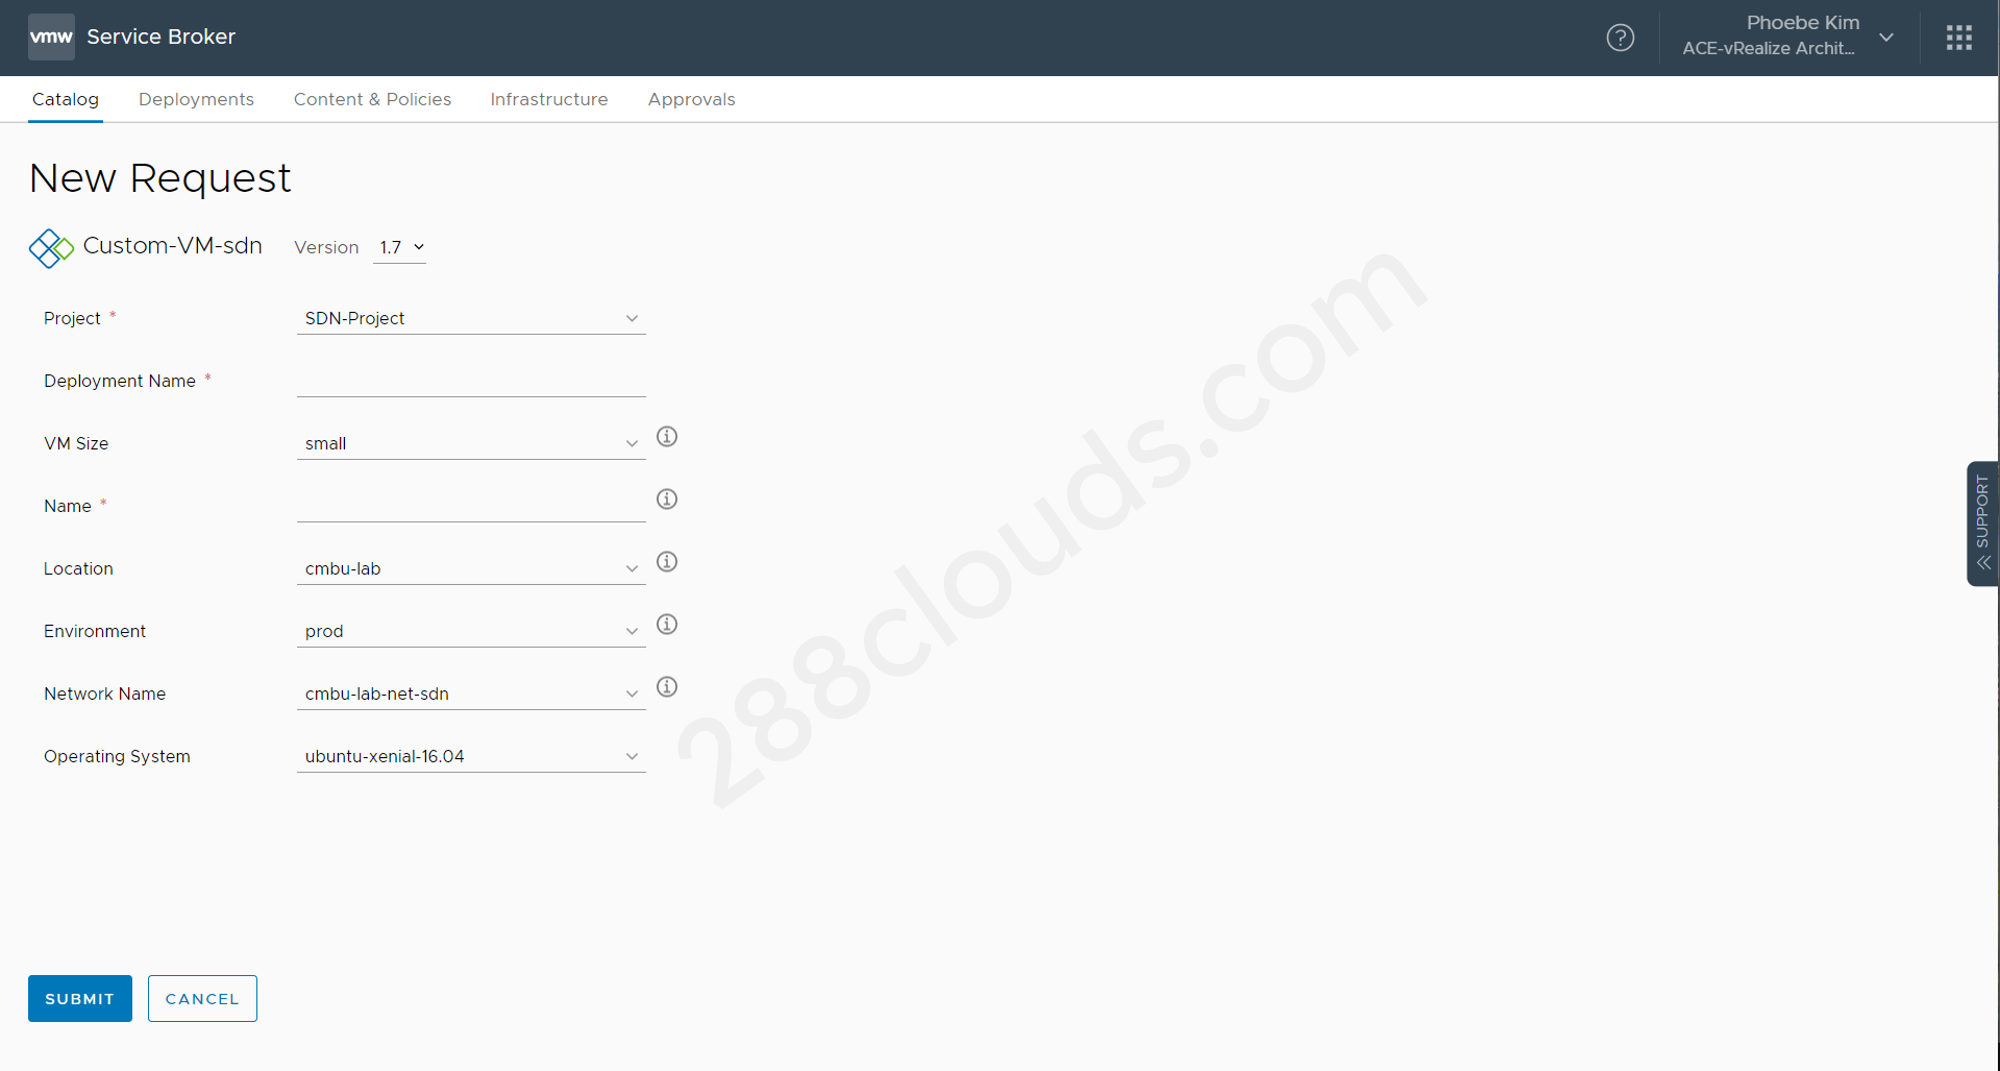 vmw Service Broker
Phoebe Kim
ACE-vRealize Archit...
Catalog Deployments Content & Policies Infrastructure Approvals
New Request
Custom-VM-sdn Version 1.7
Project * SDN-Project
Deployment Name *
VM Size small
Name *
Location cmbu-lab
Environment prod
Network Name cmbu-lab-net-sdn
Operating System ubuntu-xenial-16.04
SUBMIT CANCEL
SUPPORT
288clouds.com